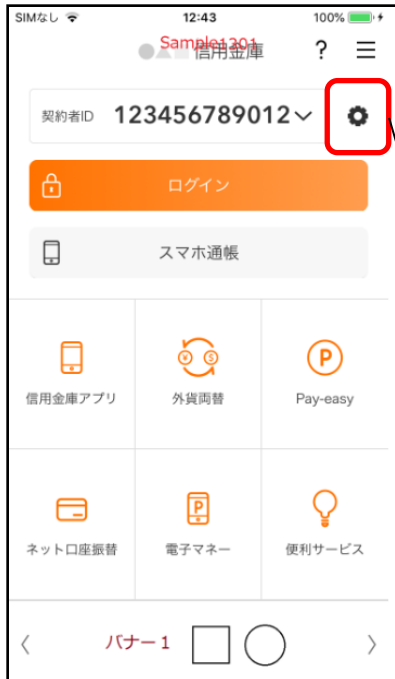 SIMなし 12:43 100%
Sample1201
●▲■信用金庫 ?
契約者ID 123456789012
ログイン
スマホ通帳
信用金庫アプリ 外貨両替 Pay-easy
ネット口座振替 電子マネー 便利サービス
バナー1